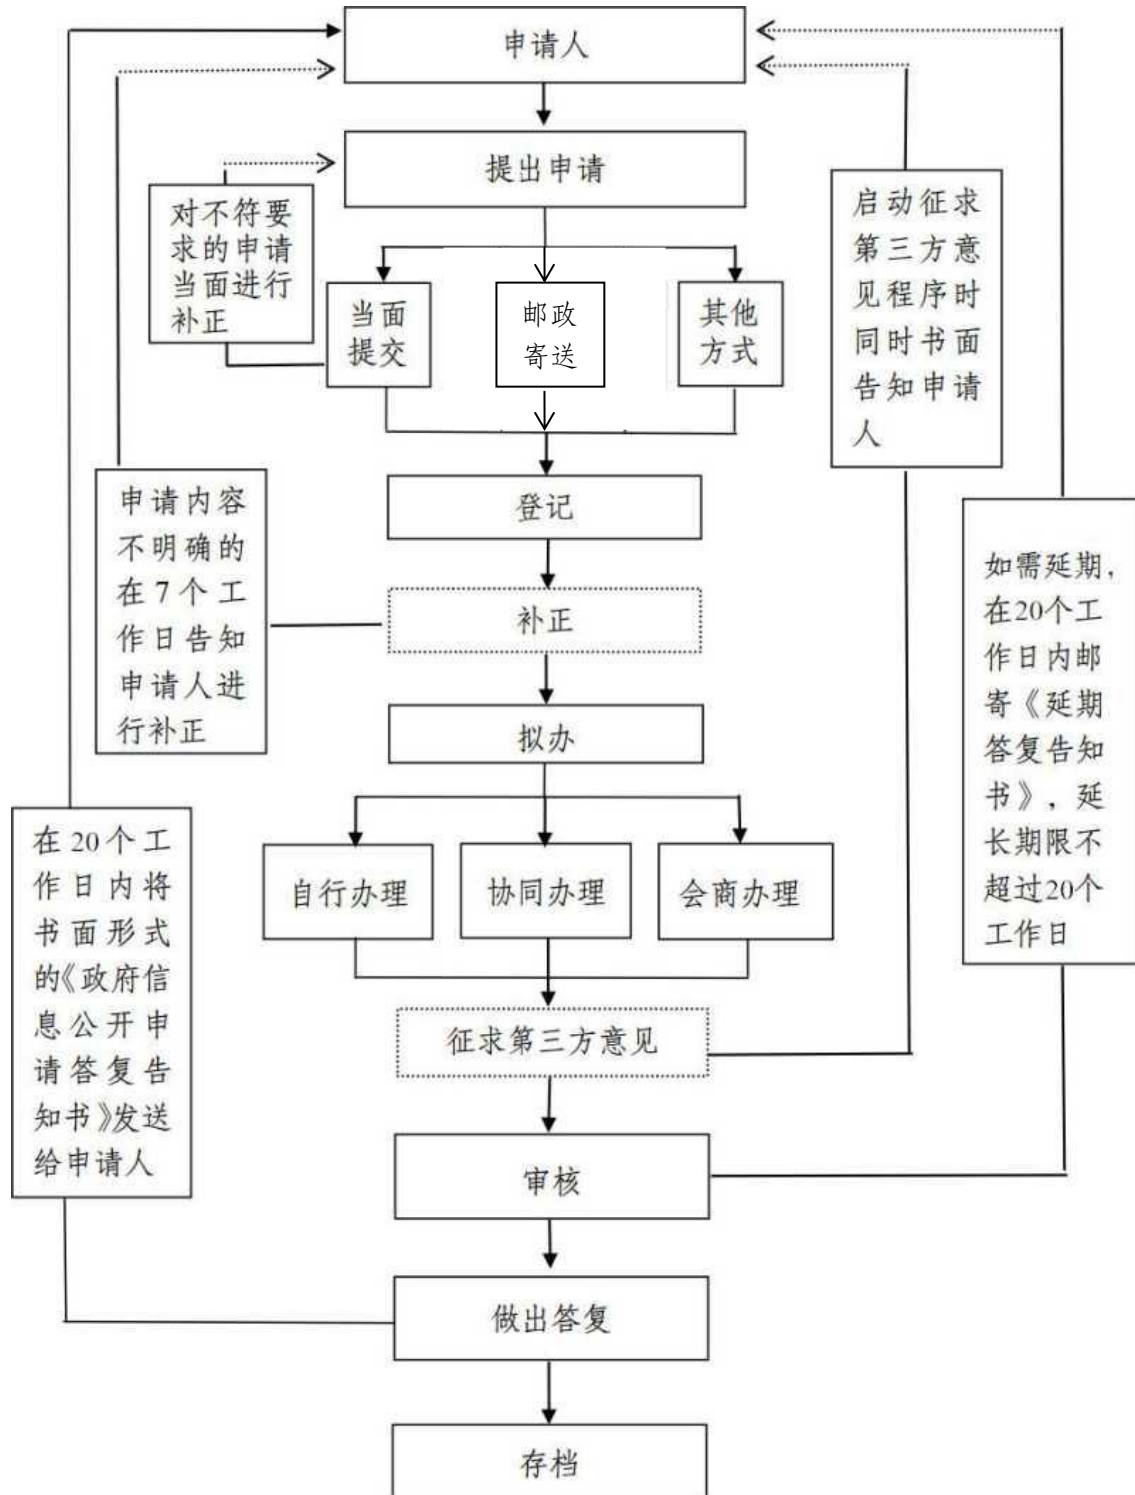 申请人
提出申请
对不符要
求的申请
当面进行
补正
当面
提交
邮政
寄送
其他
方式
启动征求
第三方意
见程序时
同时书面
告知申请
人
登记
申请内容
不明确的
在7个工
作日告知
申请人进
行补正
补正
如需延期，
在20个工
作日内邮
寄《延期
答复告知
书》，延
长期限不
超过20个
工作日
拟办
在20个工
作日内将
书面形式
的《政府信
息公开申
请答复告
知书》发送
给申请人
自行办理
协同办理
会商办理
征求第三方意见
审核
做出答复
存档